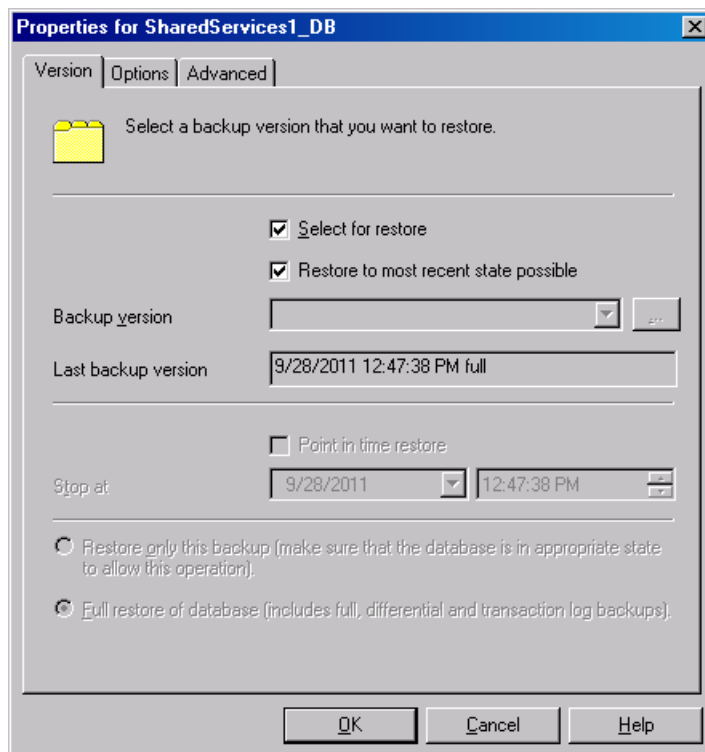 Properties for SharedServices1_DB
Version
Options
Advanced
Select a backup version that you want to restore.
Select for restore
Restore to most recent state possible
Backup version
...
Last backup version
9/28/2011 12:47:38 PM full
Point in time restore
Stop at
9/28/2011
12:47:38 PM
Restore only this backup (make sure that the database is in appropriate state
to allow this operation).
Full restore of database (includes full, differential and transaction log backups).
OK
Cancel
Help